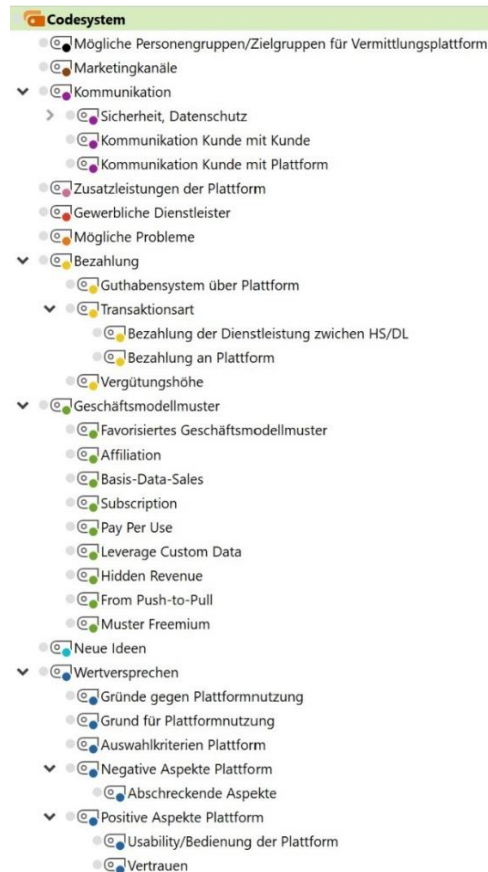 Codesystem
Mögliche Personengruppen/Zielgruppen für Vermittlungsplattform
Marketingkanäle
Kommunikation
Sicherheit, Datenschutz
Kommunikation Kunde mit Kunde
Kommunikation Kunde mit Plattform
Zusatzleistungen der Plattform
Gewerbliche Dienstleister
Mögliche Probleme
Bezahlung
Guthabensystem über Plattform
Transaktionsart
Bezahlung der Dienstleistung zwichen HS/DL
Bezahlung an Plattform
Vergütungshöhe
Geschäftsmodellmuster
Favorisiertes Geschäftsmodellmuster
Affiliation
Basis-Data-Sales
Subscription
Pay Per Use
Leverage Custom Data
Hidden Revenue
From Push-to-Pull
Muster Freemium
Neue Ideen
Wertversprechen
Gründe gegen Plattformnutzung
Grund für Plattformnutzung
Auswahlkriterien Plattform
Negative Aspekte Plattform
Abschreckende Aspekte
Positive Aspekte Plattform
Usability/Bedienung der Plattform
Vertrauen